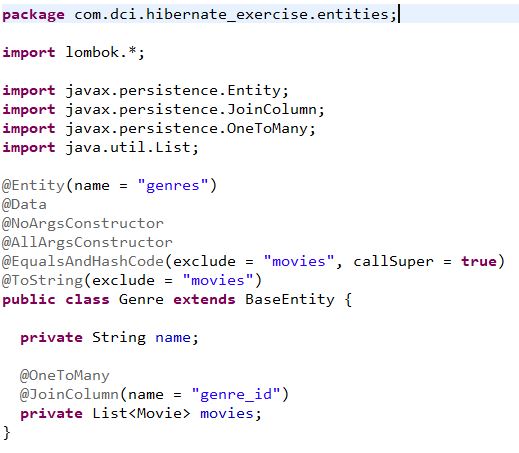 package com.dci.hibernate_exercise.entities;
import lombok.*;
import javax.persistence.Entity;
import javax.persistence.JoinColumn;
import javax.persistence.OneToMany;
import java.util.List;
@Entity(name = "genres")
@Data
@NoArgsConstructor
@AllArgsConstructor
@EqualsAndHashCode(exclude = "movies", callSuper = true)
@ToString(exclude = "movies")
public class Genre extends BaseEntity {
private String name;
@OneToMany
@JoinColumn(name = "genre_id")
private List<Movie> movies;
}